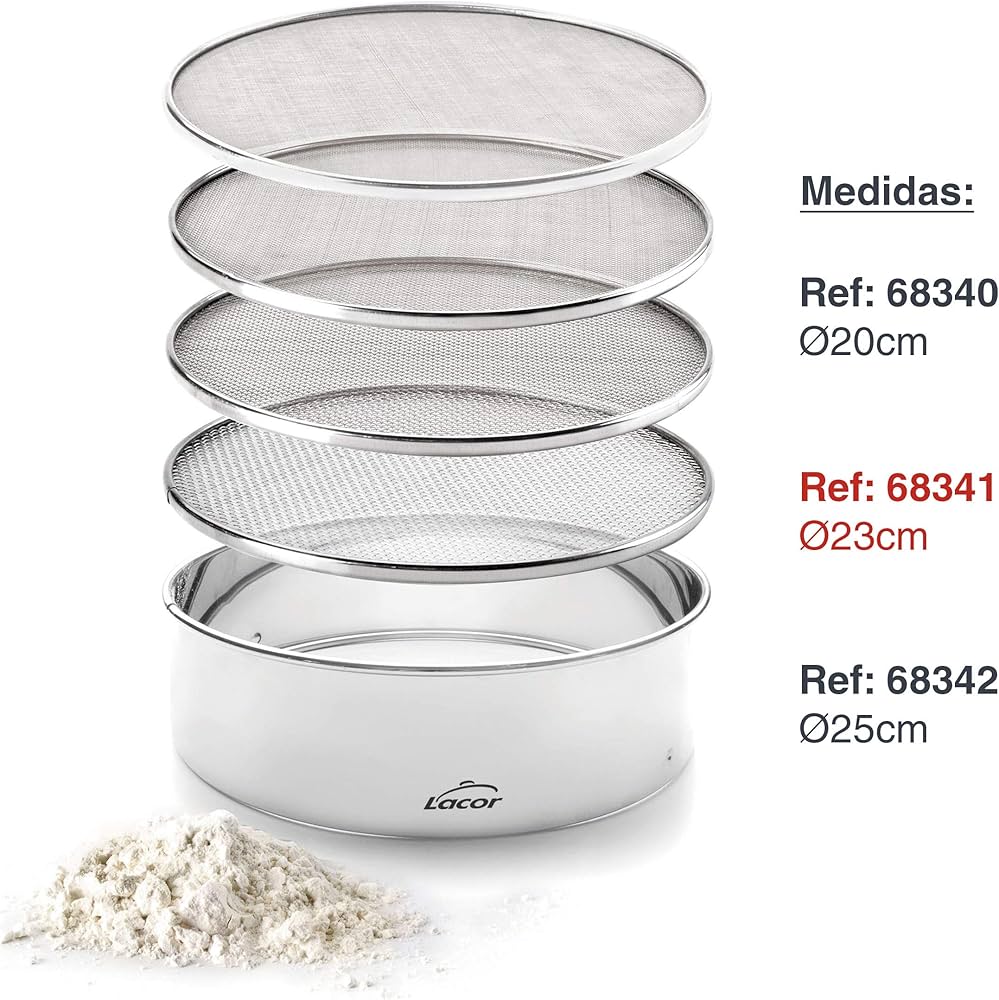 Medidas:
Ref: 68340
Ø20cm
Ref: 68341
Ø23cm
Ref: 68342
Ø25cm
Lacor